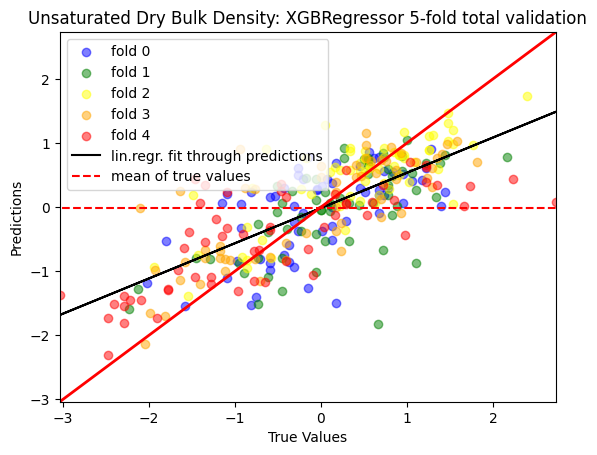 Unsaturated Dry Bulk Density: XGBRegressor 5-fold total validation
fold 0
fold 1
fold 2
fold 3
fold 4
lin.regr. fit through predictions
mean of true values
Predictions
2
1
0
−1
−2
−3
−3
−2
−1
0
1
2
True Values